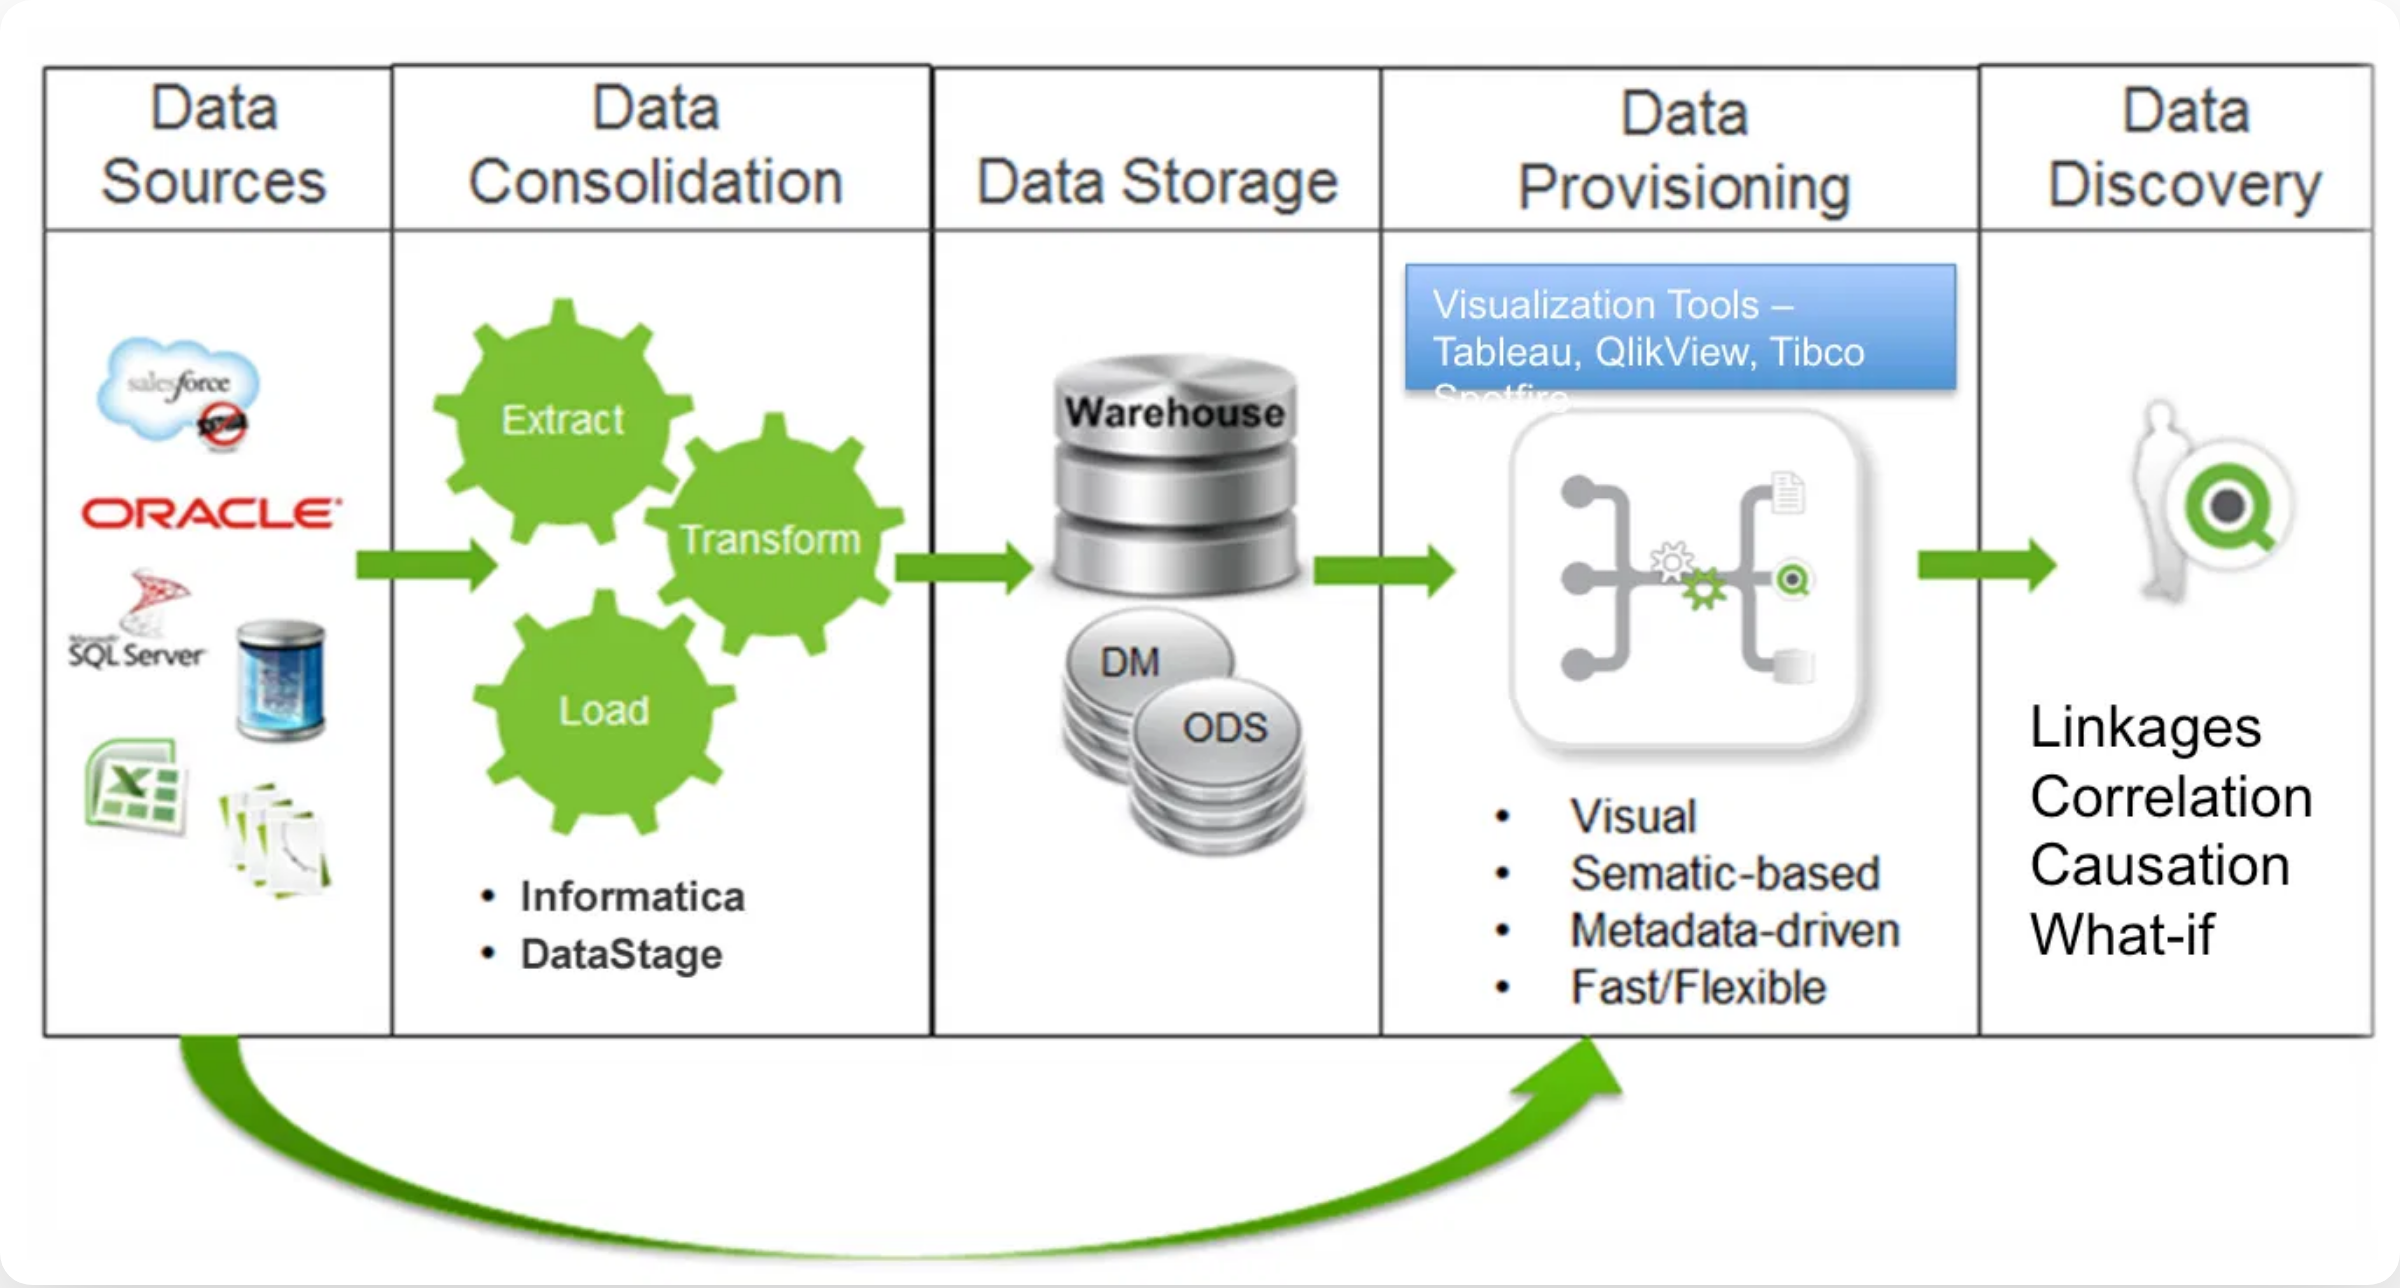 Data
Sources
Data
Consolidation
Data Storage
Data
Provisioning
Data
Discovery
salesforce
ORACLE
Microsoft
SQL Server
Extract
Transform
Load
• Informatica
• DataStage
Warehouse
DM
ODS
Visualization Tools –
Tableau, QlikView, Tibco
Spotfire
• Visual
• Sematic-based
• Metadata-driven
• Fast/Flexible
Linkages
Correlation
Causation
What-if